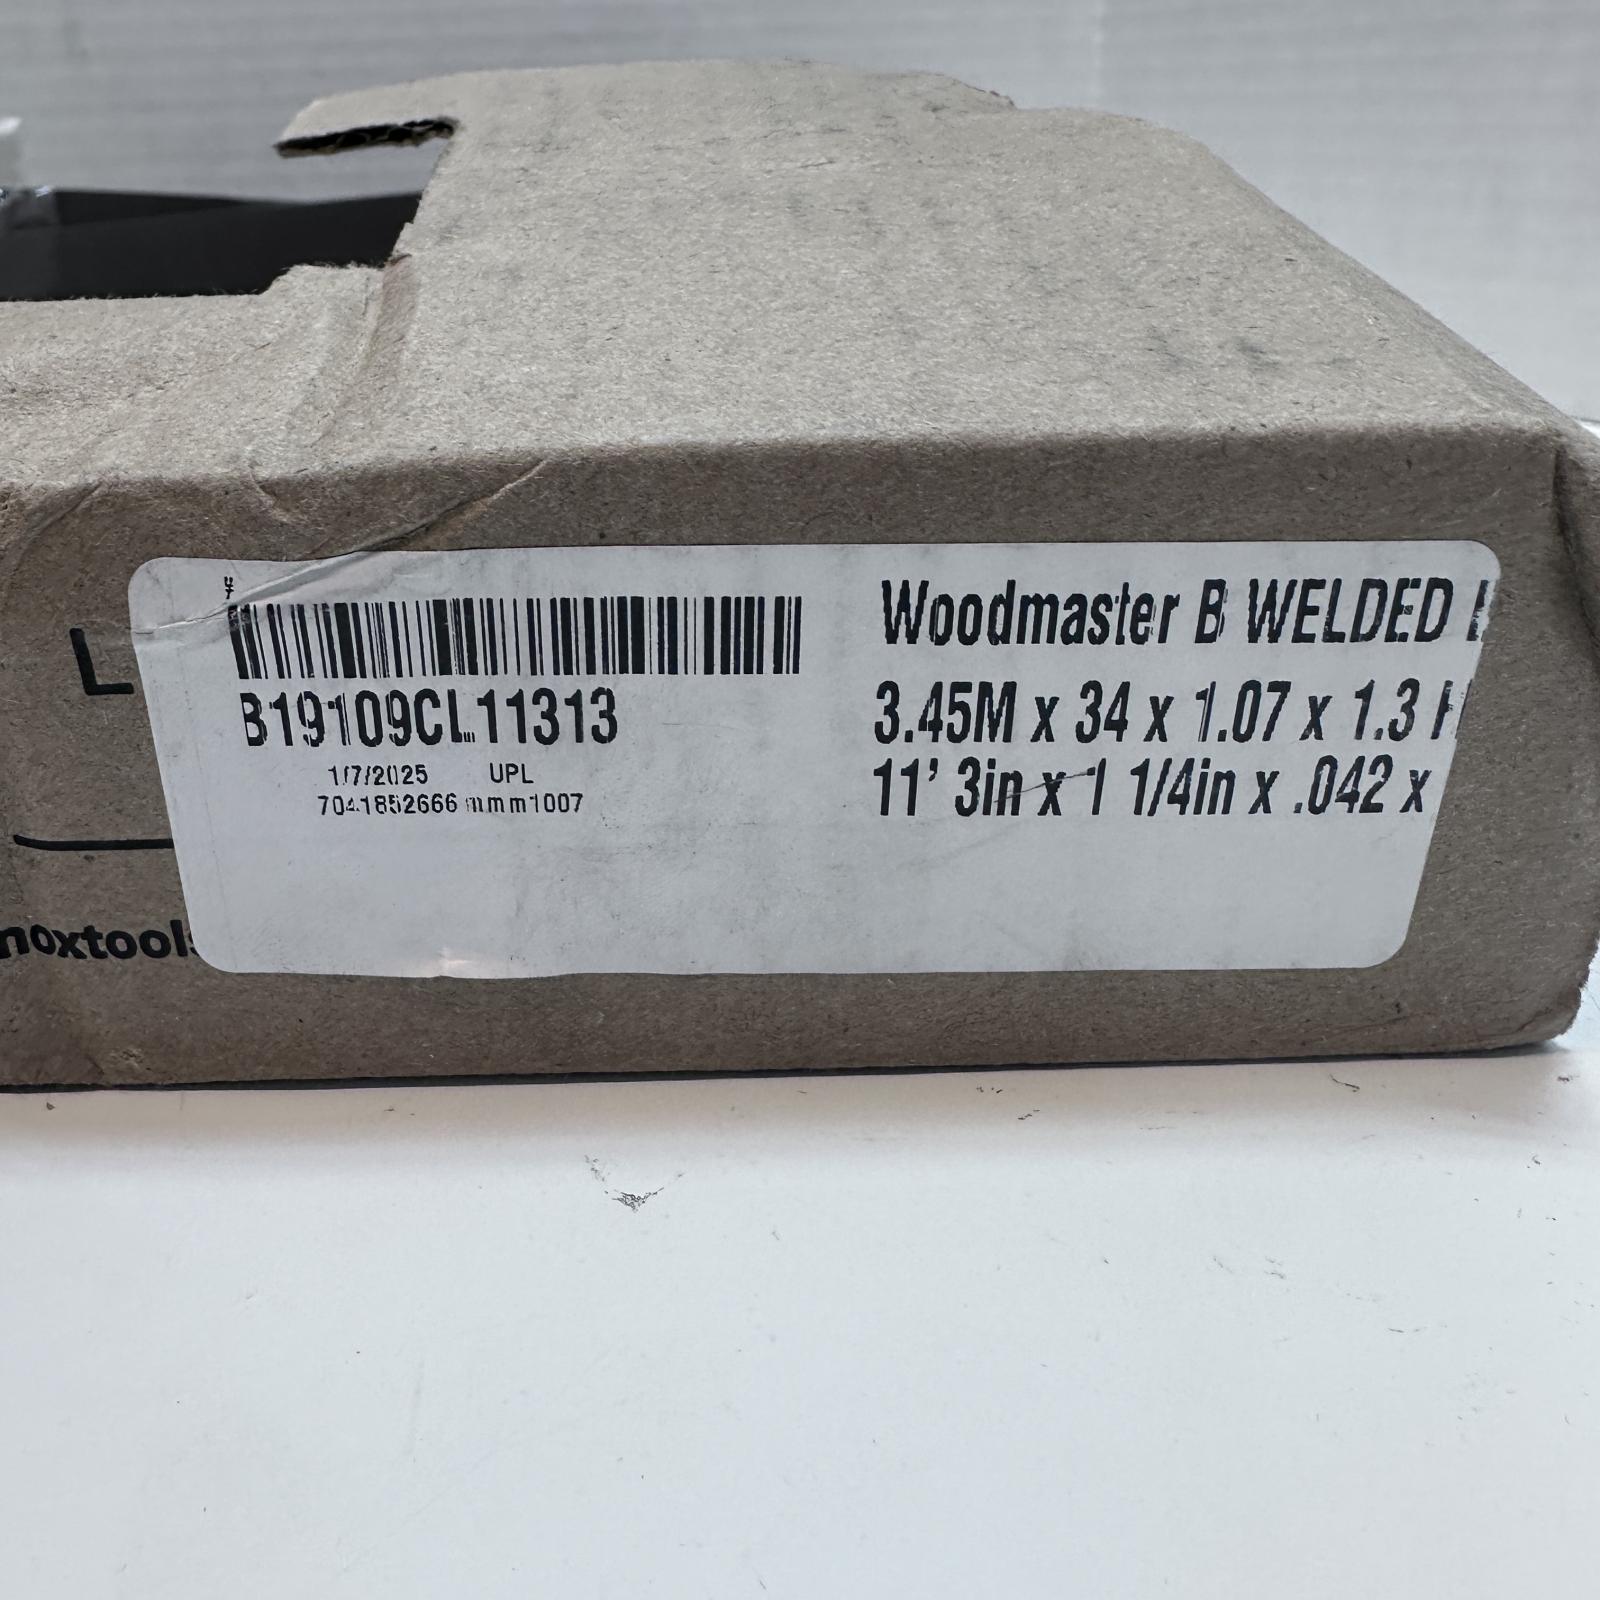 Woodmaster B WELDED
B19109CL11313
3.45M x 34 x 1.07 x 1.3 H
1/7/2025 UPL
11' 3in x 1 1/4in x .042 x
7041852666 mmm1007
L
noxtools